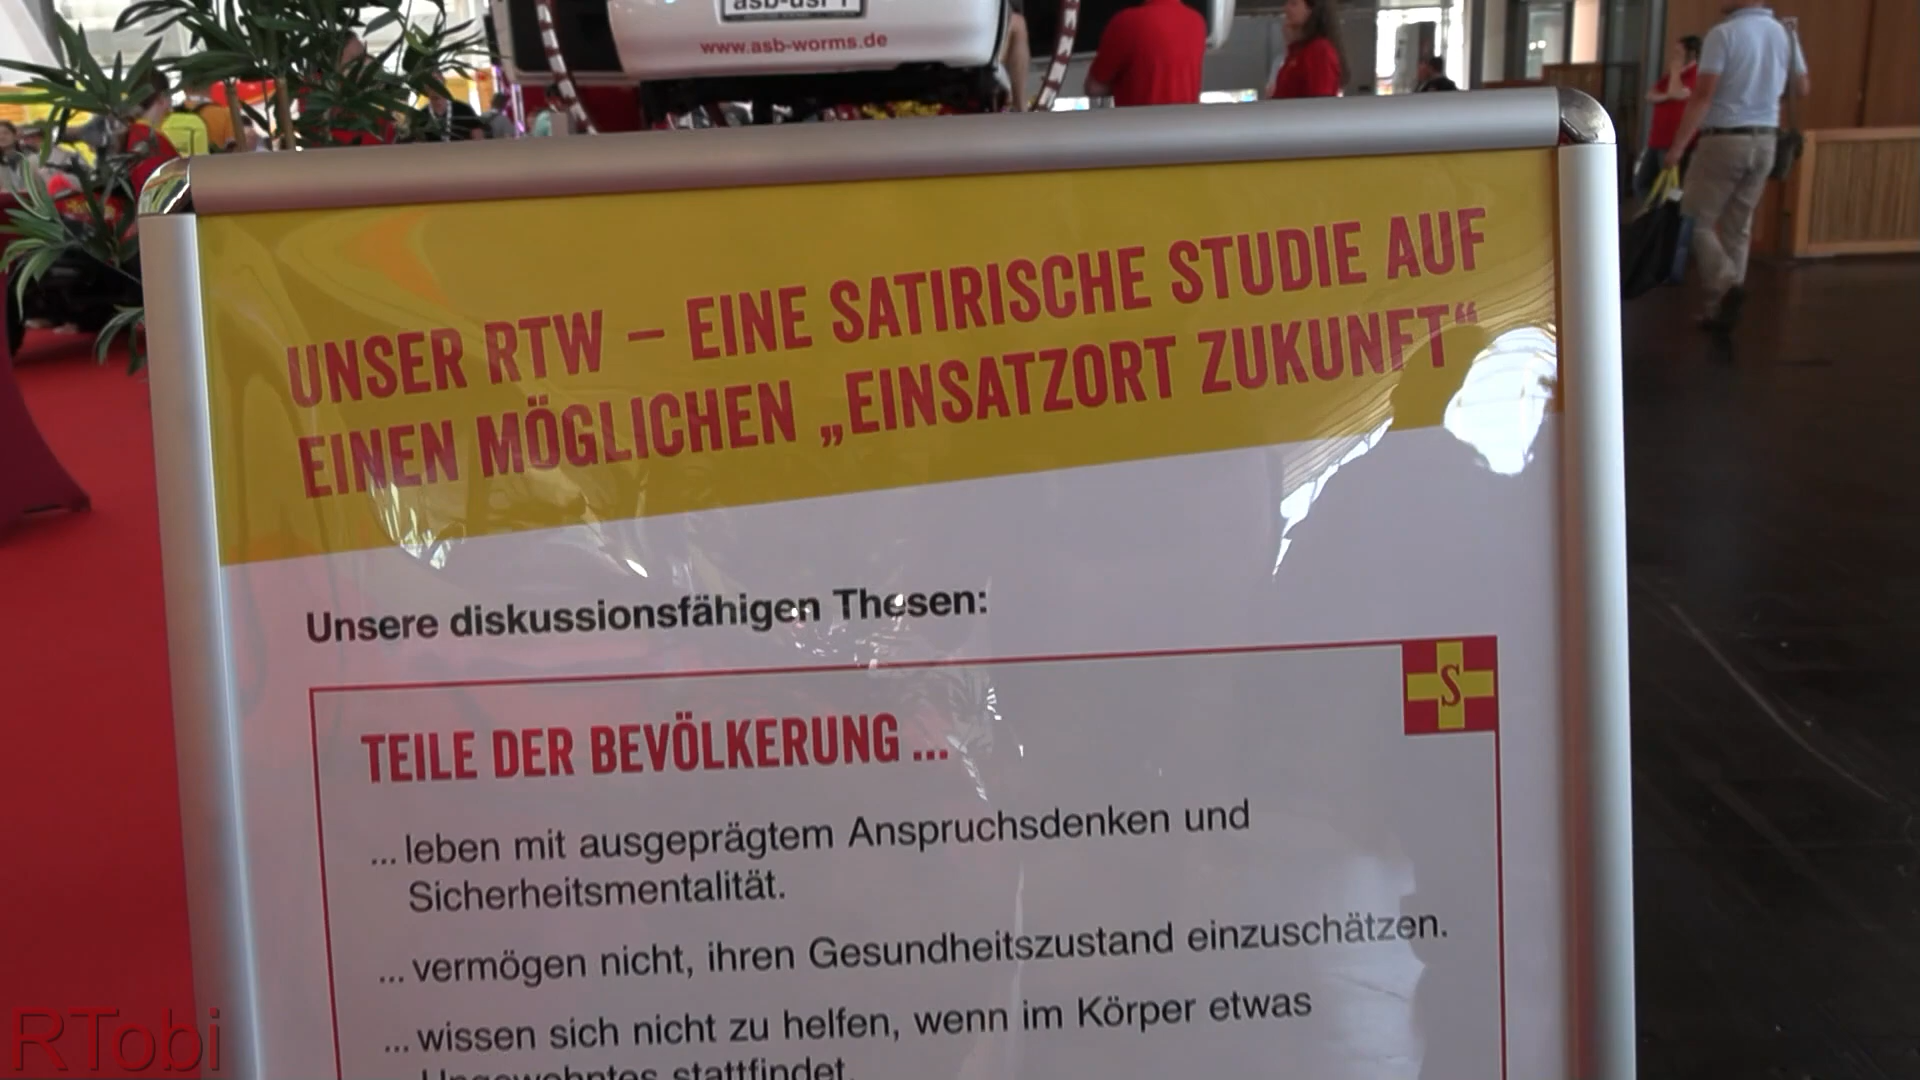 www.asb-worms.de
UNSER RTW – EINE SATIRISCHE STUDIE AUF
EINEN MÖGLICHEN „EINSATZORT ZUKUNFT“
Unsere diskussionsfähigen Thesen:
S
TEILE DER BEVÖLKERUNG ...
... leben mit ausgeprägtem Anspruchsdenken und
Sicherheitsmentalität.
... vermögen nicht, ihren Gesundheitszustand einzuschätzen.
... wissen sich nicht zu helfen, wenn im Körper etwas
Ungewohntes stattfindet.
RTobi